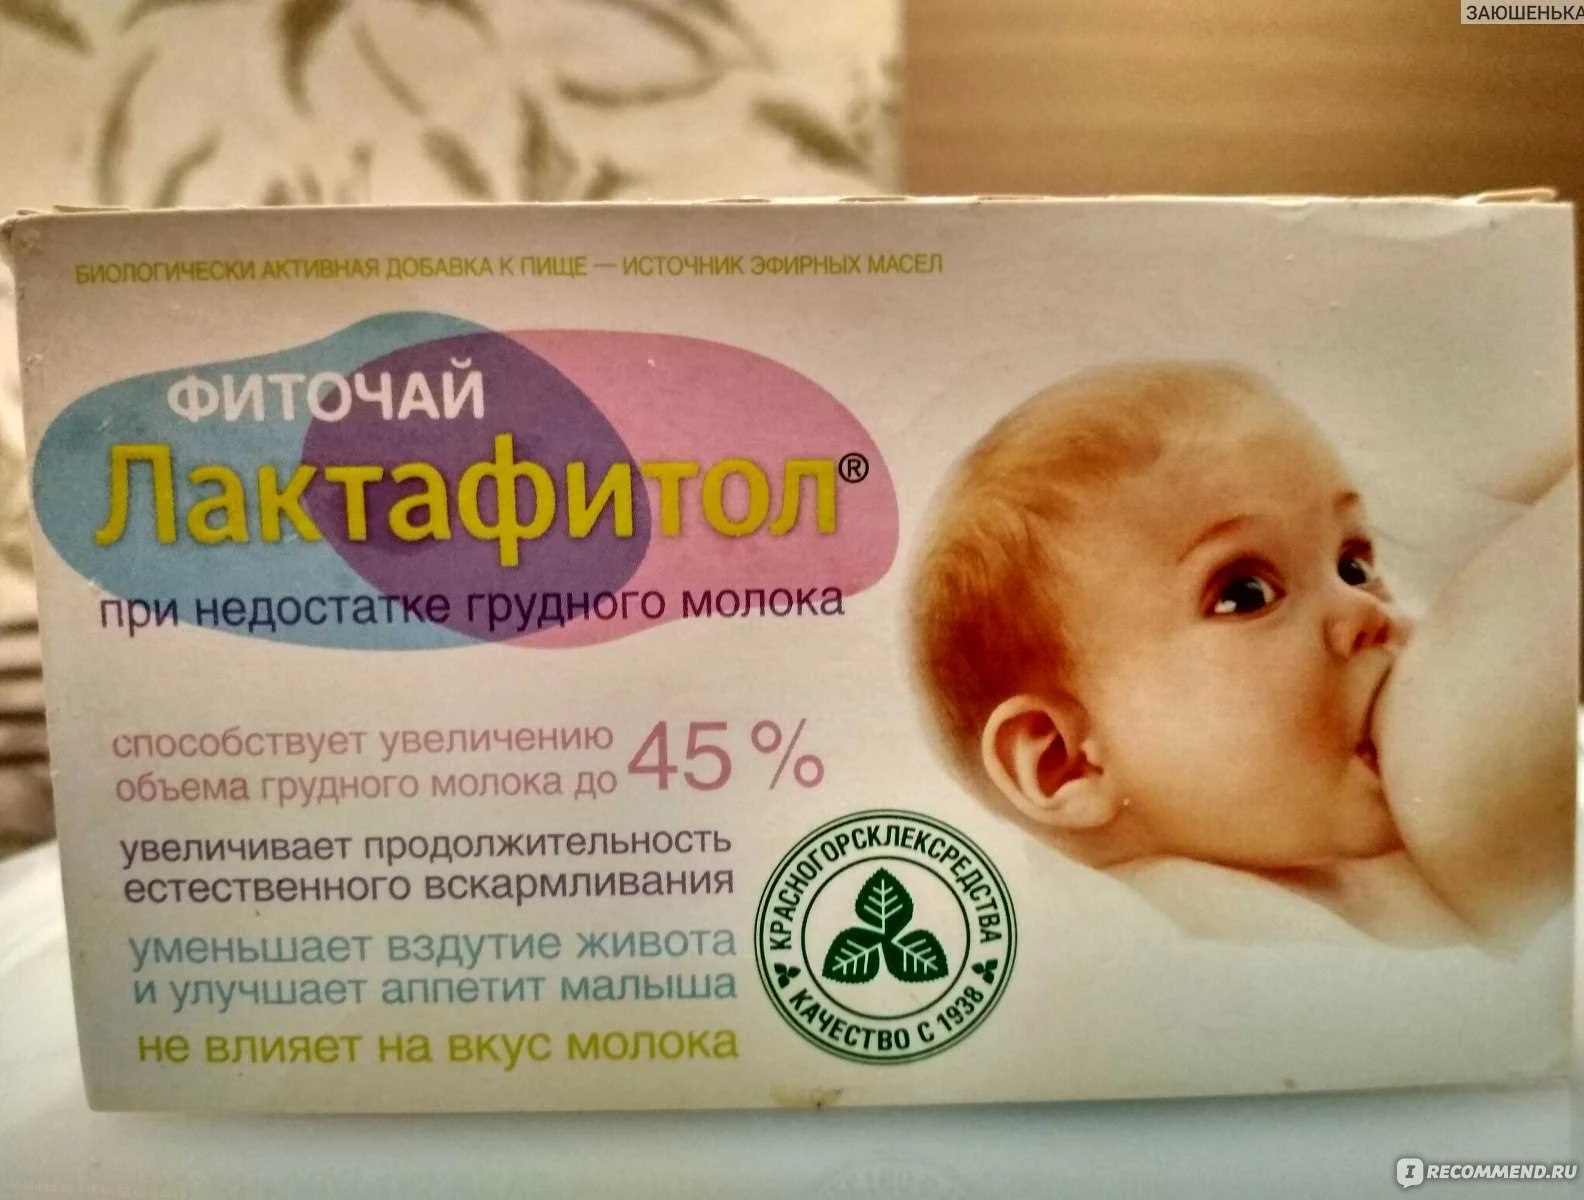 ЗАЮШЕНЬКА
БИОЛОГИЧЕСКИ АКТИВНАЯ ДОБАВКА К ПИЩЕ — ИСТОЧНИК ЭФИРНЫХ МАСЕЛ
ФИТОЧАЙ
Лактафитол®
при недостатке грудного молока
способствует увеличению
объема грудного молока до 45 %
увеличивает продолжительность
естественного вскармливания
уменьшает вздутие живота
и улучшает аппетит малыша
не влияет на вкус молока
КРАСНОГОРСКЛЕКСРЕДСТВА
КАЧЕСТВО С 1938
IRECOMMEND.RU